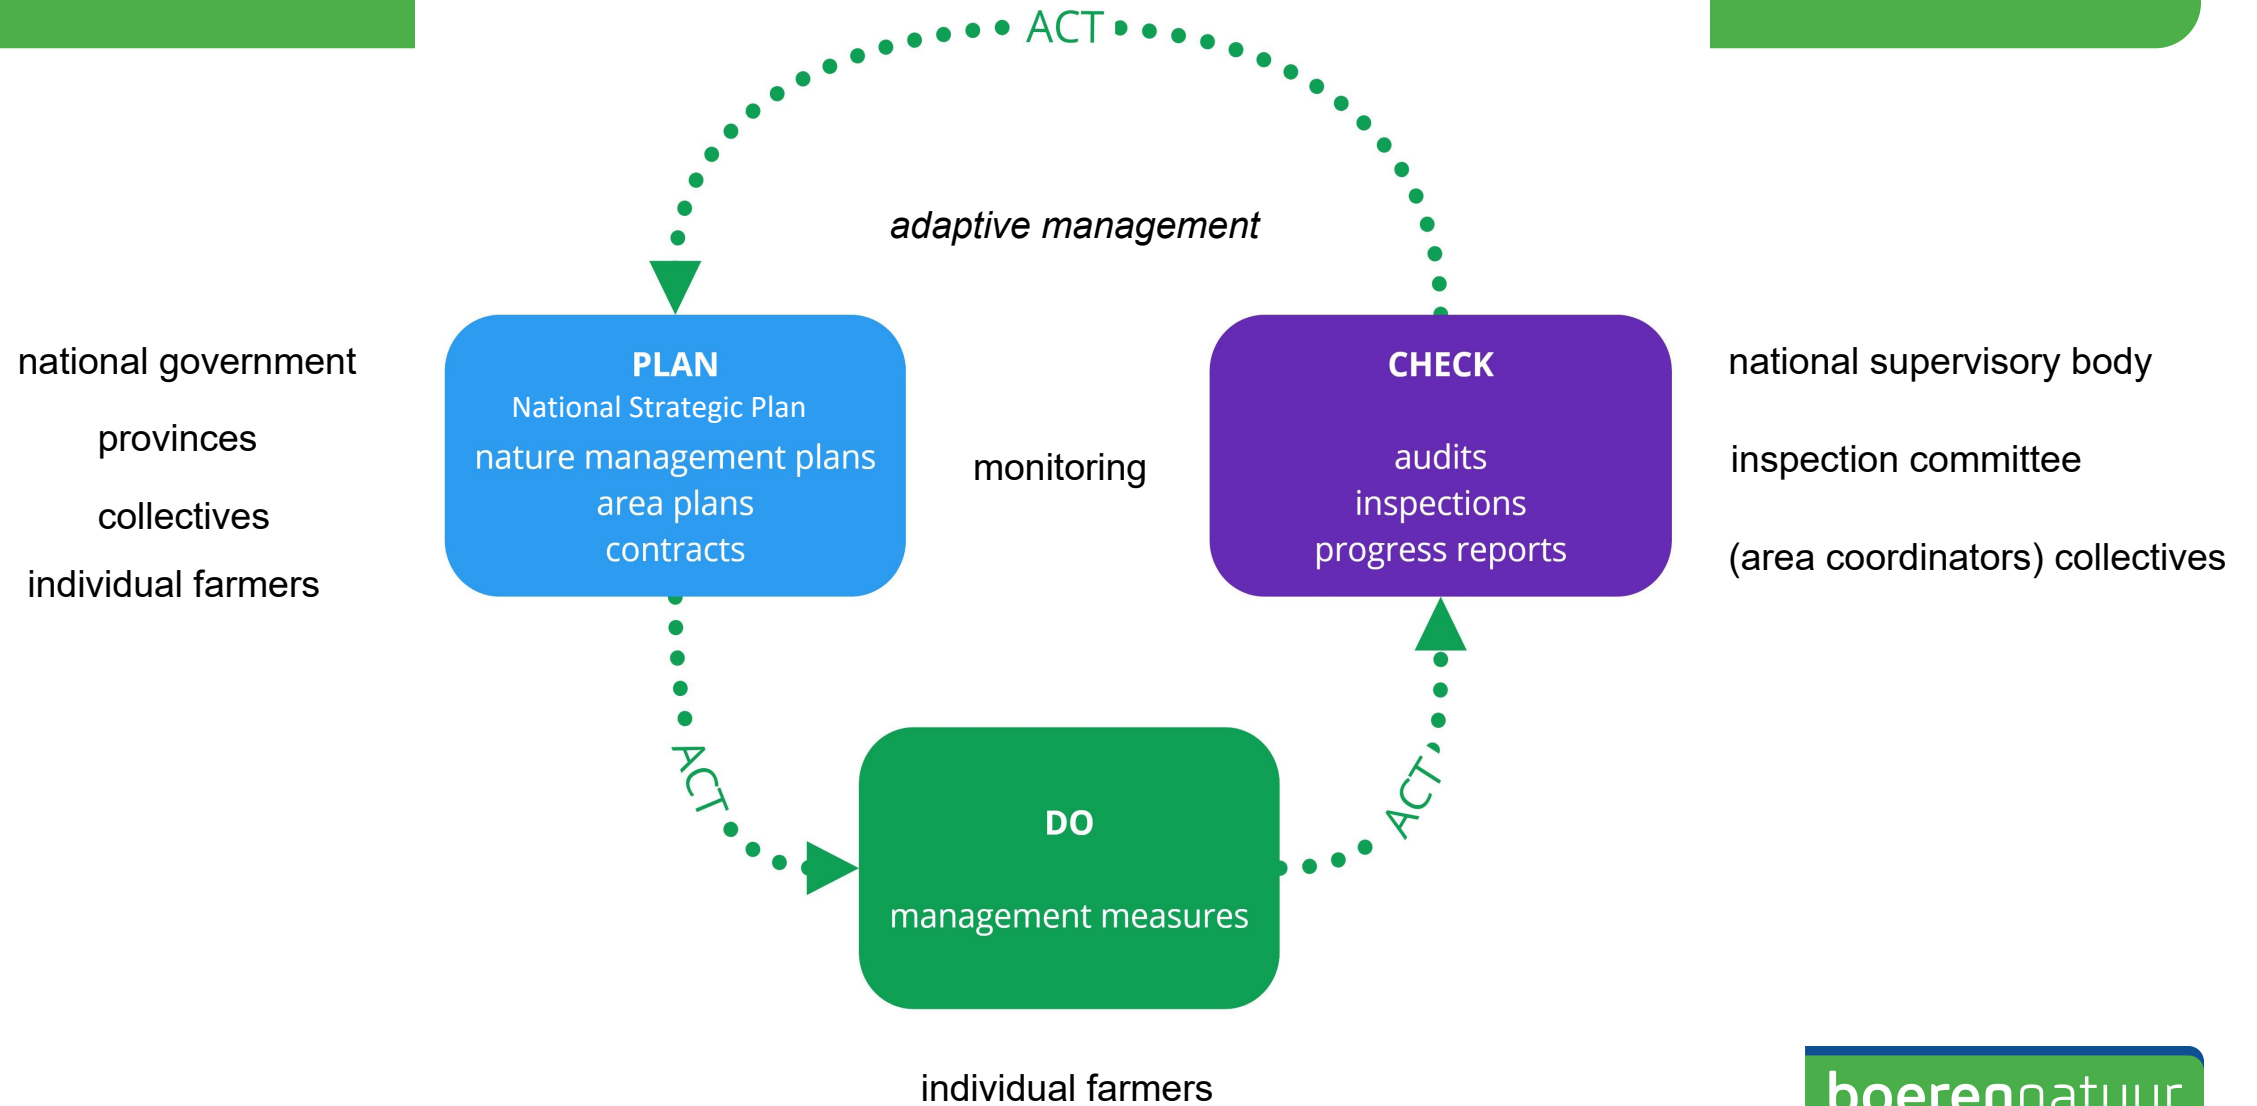 ACT
adaptive management
national government
provinces
collectives
individual farmers
PLAN
National Strategic Plan
nature management plans
area plans
contracts
monitoring
CHECK
audits
inspections
progress reports
national supervisory body
inspection committee
(area coordinators) collectives
ACT
ACT
DO
management measures
individual farmers
boerennatuur